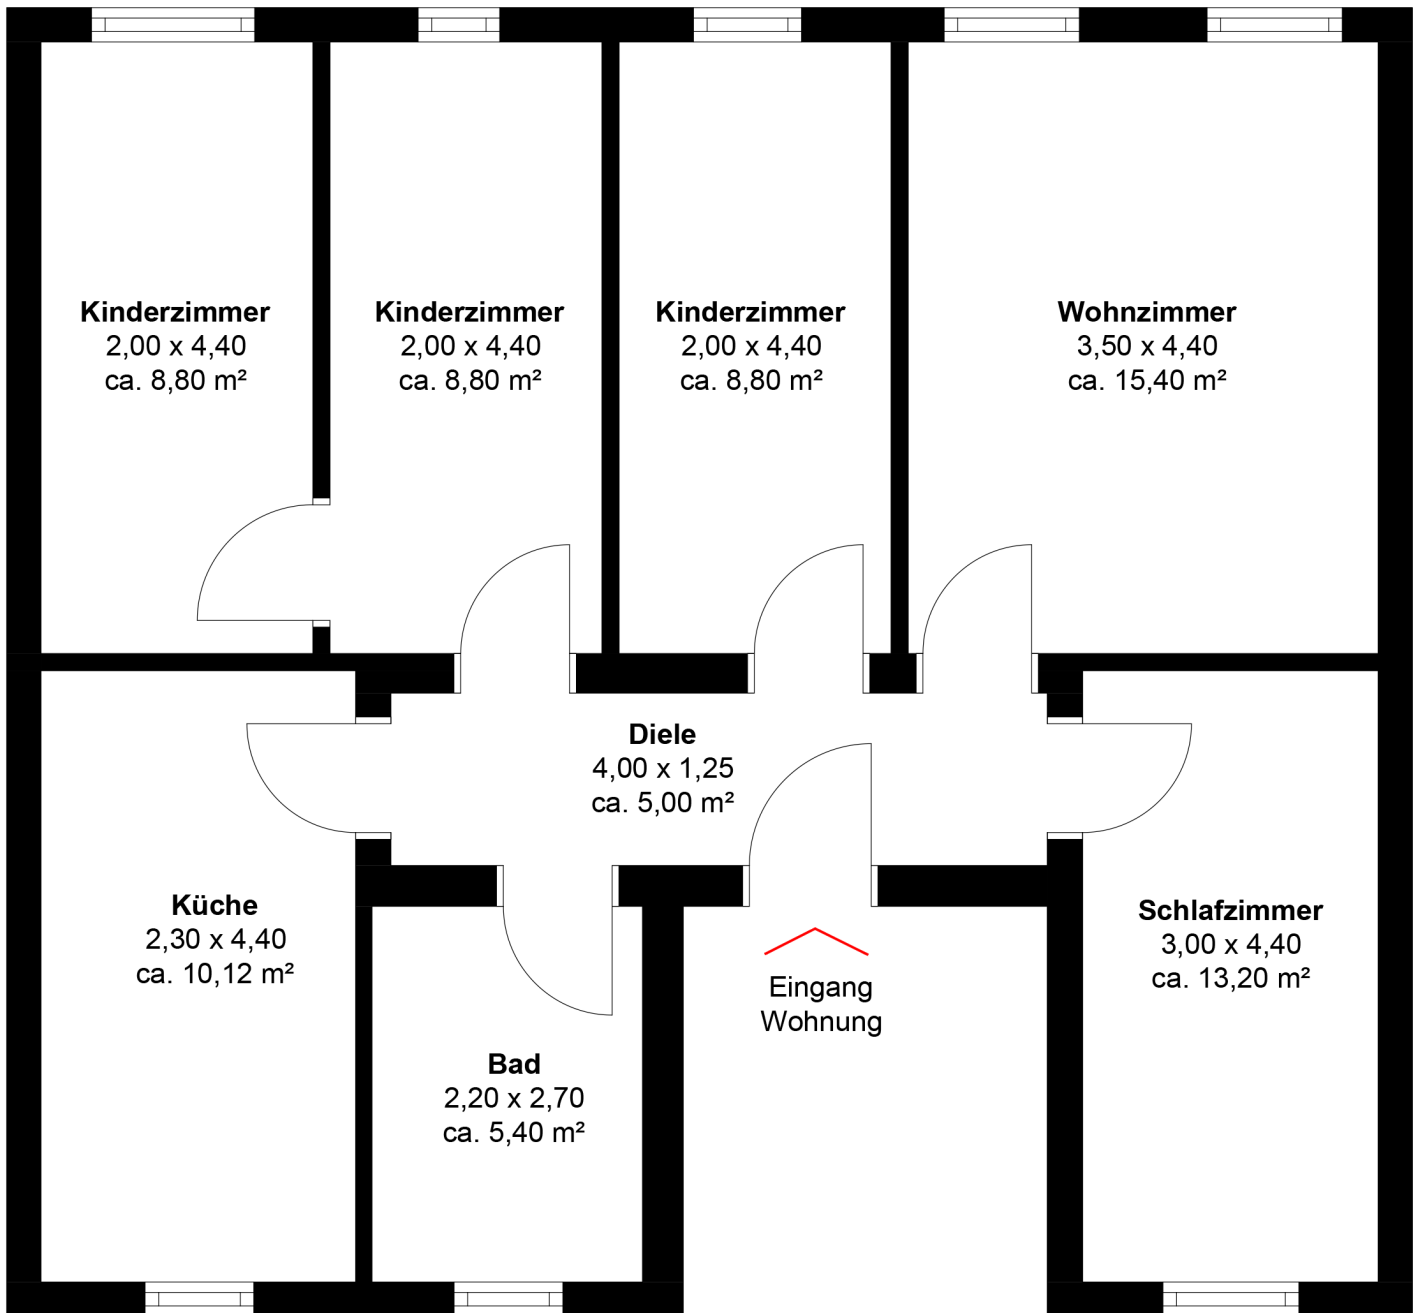 Kinderzimmer
2,00 x 4,40
ca. 8,80 m²
Kinderzimmer
2,00 x 4,40
ca. 8,80 m²
Kinderzimmer
2,00 x 4,40
ca. 8,80 m²
Wohnzimmer
3,50 x 4,40
ca. 15,40 m²
Diele
4,00 x 1,25
ca. 5,00 m²
Küche
2,30 x 4,40
ca. 10,12 m²
Schlafzimmer
3,00 x 4,40
ca. 13,20 m²
Eingang
Wohnung
Bad
2,20 x 2,70
ca. 5,40 m²